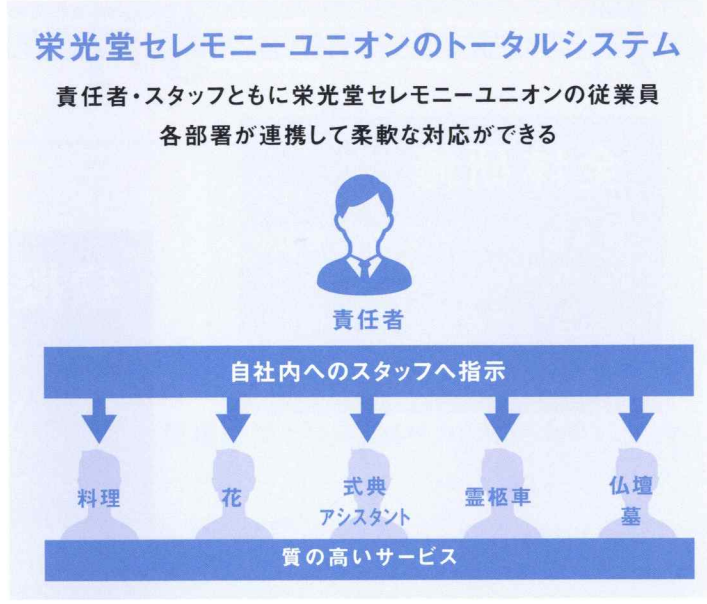 栄光堂セレモニーユニオンのトータルシステム
責任者・スタッフともに栄光堂セレモニーユニオンの従業員
各部署が連携して柔軟な対応ができる
責任者
自社内へのスタッフへ指示
料理
花
式典
アシスタント
霊柩車
仏壇
墓
質の高いサービス